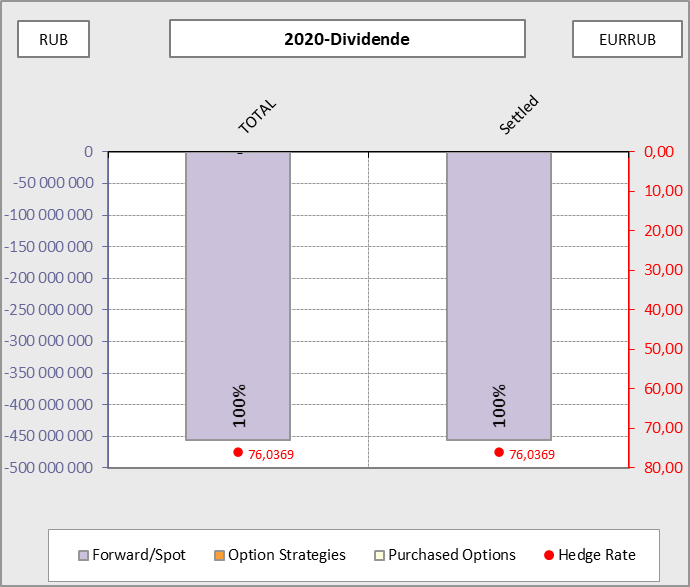 RUB
2020-Dividende
EURRUB
TOTAL
Settled
0
-50 000 000
-100 000 000
-150 000 000
-200 000 000
-250 000 000
-300 000 000
-350 000 000
-400 000 000
-450 000 000
-500 000 000
100%
100%
76,0369
76,0369
0,00
10,00
20,00
30,00
40,00
50,00
60,00
70,00
80,00
Forward/Spot
Option Strategies
Purchased Options
Hedge Rate